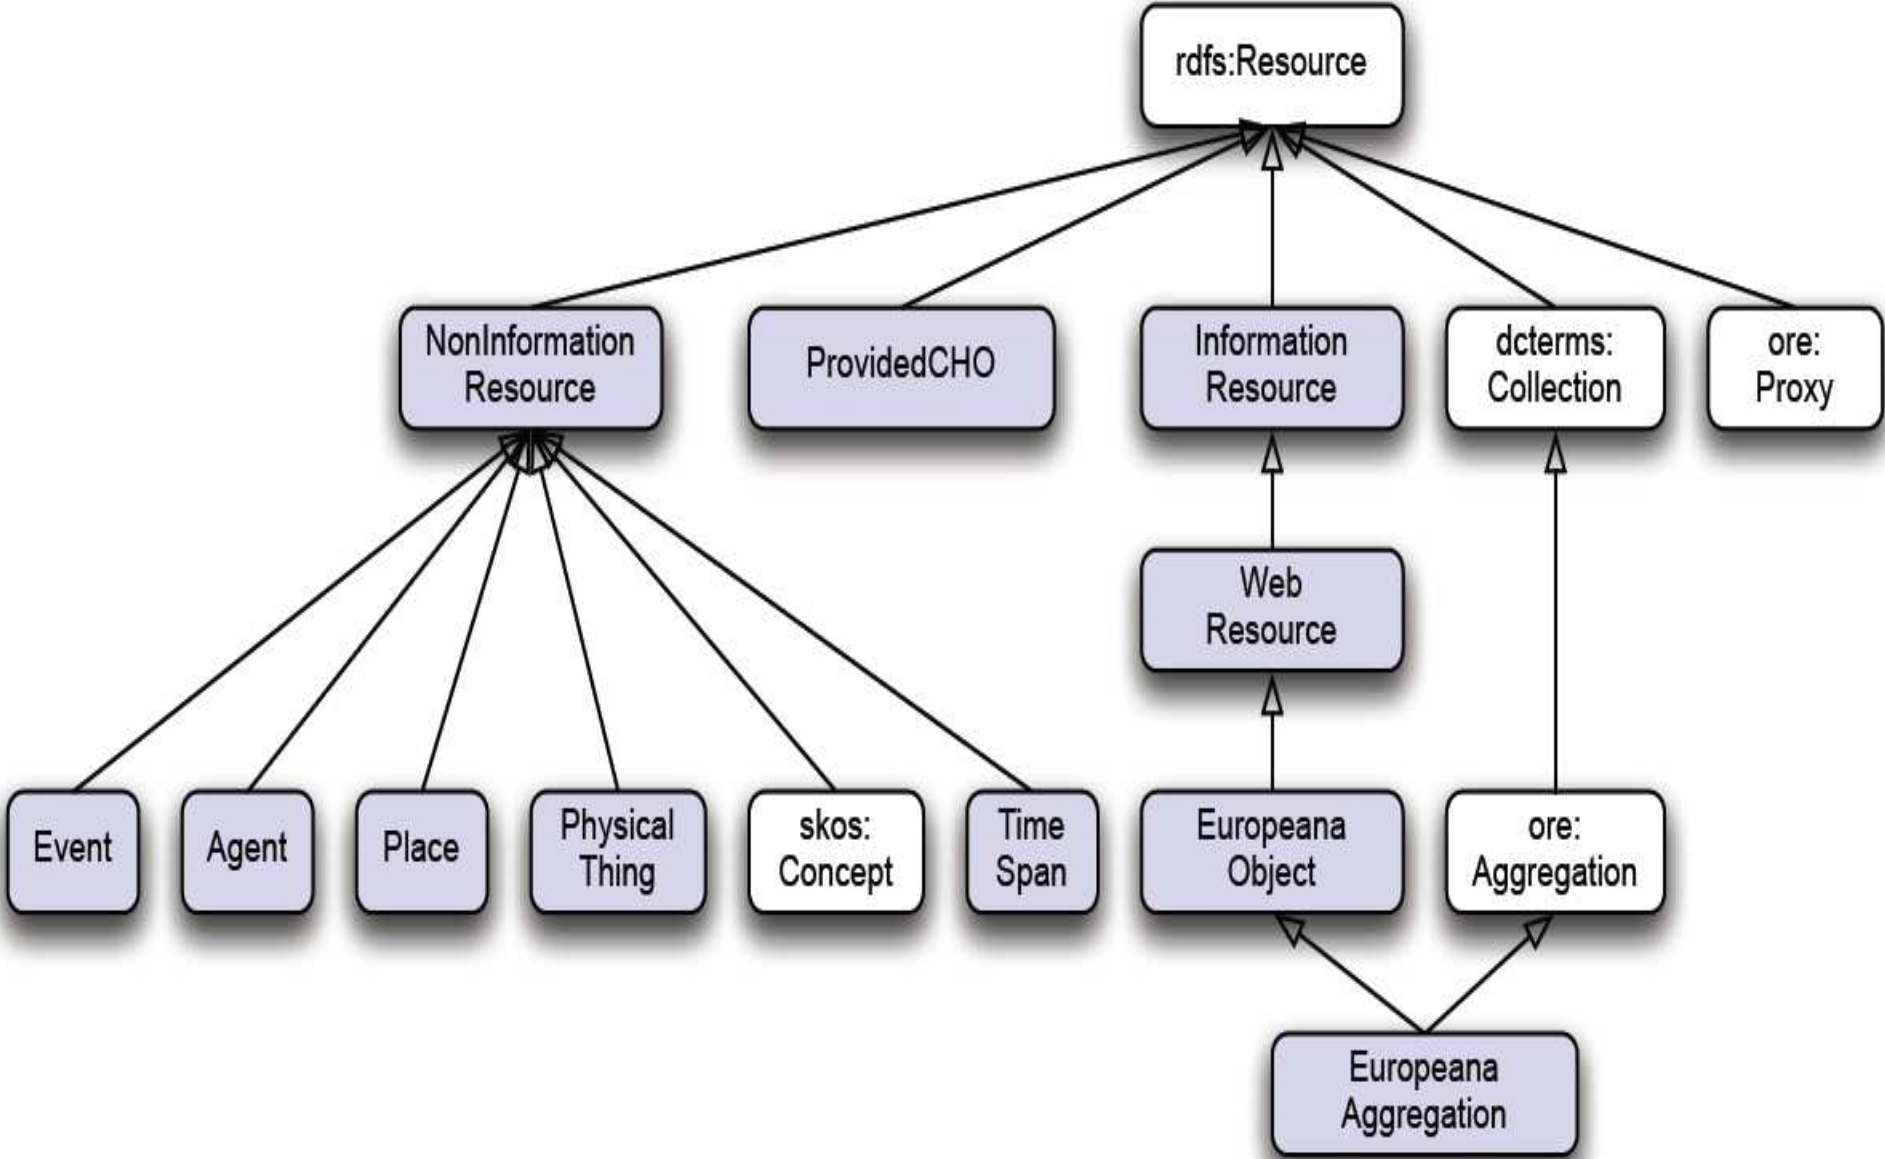 rdfs:Resource
NonInformation
Resource
ProvidedCHO
Information
Resource
dcterms:
Collection
ore:
Proxy
Web
Resource
Event
Agent
Place
Physical
Thing
skos:
Concept
Time
Span
Europeana
Object
ore:
Aggregation
Europeana
Aggregation